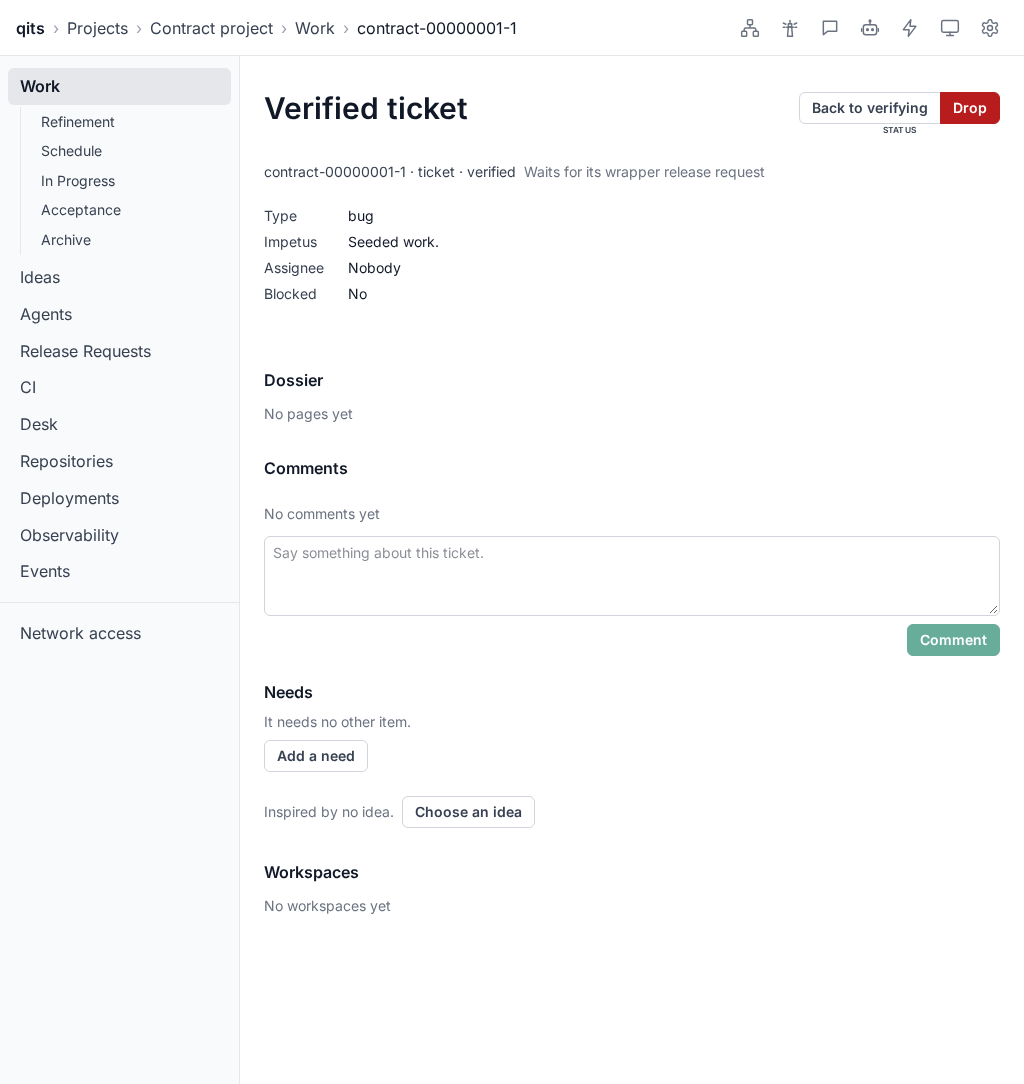 qits › Projects › Contract project › Work › contract-00000001-1
Work
Refinement
Schedule
In Progress
Acceptance
Archive
Ideas
Agents
Release Requests
CI
Desk
Repositories
Deployments
Observability
Events
Network access
Verified ticket
Back to verifying
Drop
STATUS
contract-00000001-1 · ticket · verified Waits for its wrapper release request
Type bug
Impetus Seeded work.
Assignee Nobody
Blocked No
Dossier
No pages yet
Comments
No comments yet
Say something about this ticket.
Comment
Needs
It needs no other item.
Add a need
Inspired by no idea. Choose an idea
Workspaces
No workspaces yet